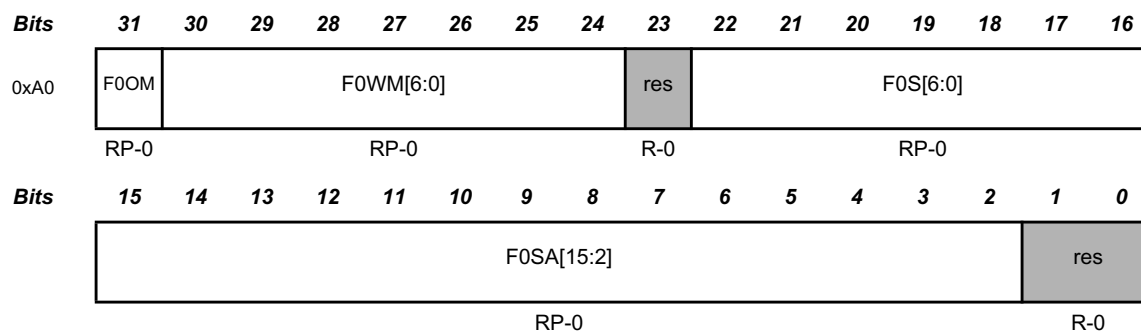 Bits 31 30 29 28 27 26 25 24 23 22 21 20 19 18 17 16
0xA0 F0OM F0WM[6:0] res F0S[6:0]
RP-0 RP-0 R-0 RP-0
Bits 15 14 13 12 11 10 9 8 7 6 5 4 3 2 1 0
F0SA[15:2] res
RP-0 R-0